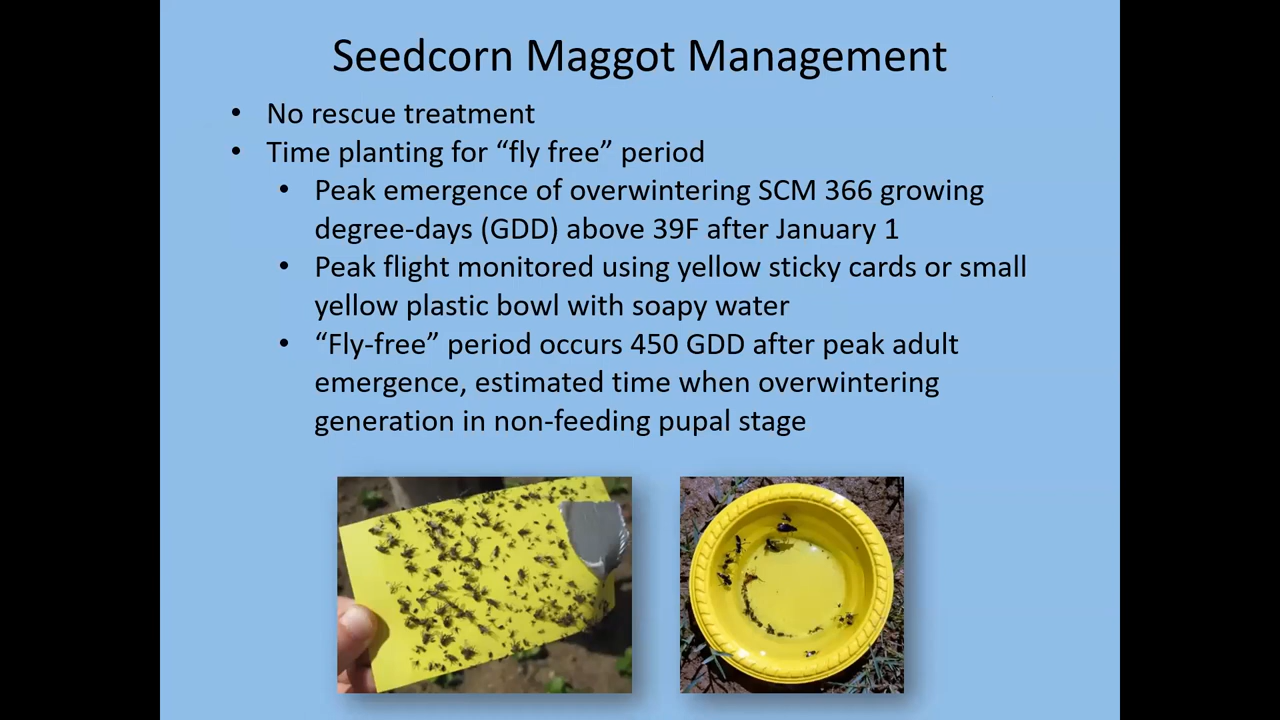 Seedcorn Maggot Management
• No rescue treatment
• Time planting for “fly free” period
• Peak emergence of overwintering SCM 366 growing
degree-days (GDD) above 39F after January 1
• Peak flight monitored using yellow sticky cards or small
yellow plastic bowl with soapy water
• “Fly-free” period occurs 450 GDD after peak adult
emergence, estimated time when overwintering
generation in non-feeding pupal stage